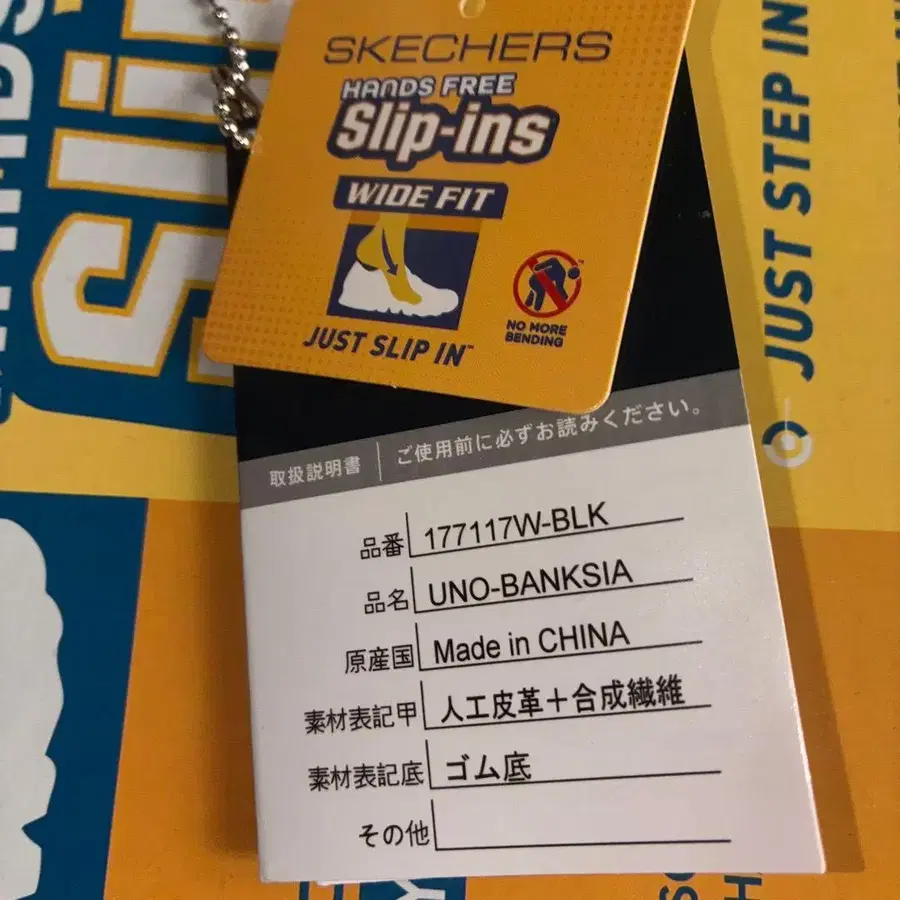 SKECHERS
HANDS FREE
Slip-ins
WIDE FIT
JUST SLIP IN™
NO MORE
BENDING
JUST STEP IN
取扱説明書 ご使用前に必ずお読みください。
品番 177117W-BLK
品名 UNO-BANKSIA
原産国 Made in CHINA
素材表記甲 人工皮革＋合成繊維
素材表記底 ゴム底
その他